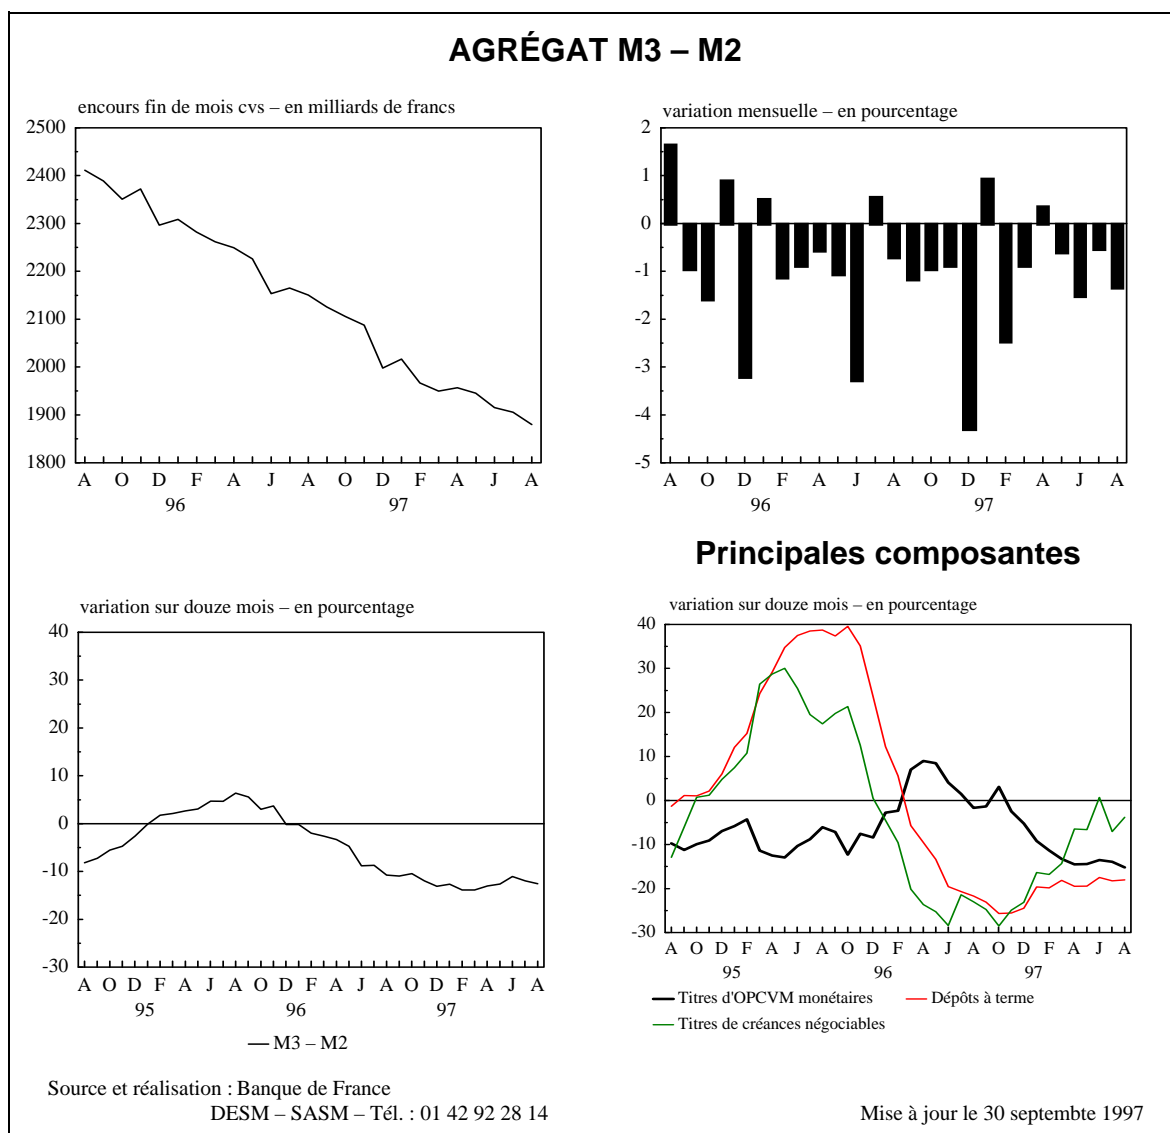 AGRÉGAT M3 – M2
encours fin de mois cvs – en milliards de francs
2500
2400
2300
2200
2100
2000
1900
1800
A O D F A J A O D F A J A
96 97
variation mensuelle – en pourcentage
2
1
0
-1
-2
-3
-4
-5
A O D F A J A O D F A J A
96 97
variation sur douze mois – en pourcentage
40
30
20
10
0
-10
-20
-30
A O D F A J A O D F A J A O D F A J A
95 96 97
M3 – M2
Principales composantes
variation sur douze mois – en pourcentage
40
30
20
10
0
-10
-20
-30
A O D F A J A O D F A J A O D F A J A
95 96 97
Titres d'OPCVM monétaires Dépôts à terme
Titres de créances négociables
Source et réalisation : Banque de France
DESM – SASM – Tél. : 01 42 92 28 14
Mise à jour le 30 septembte 1997